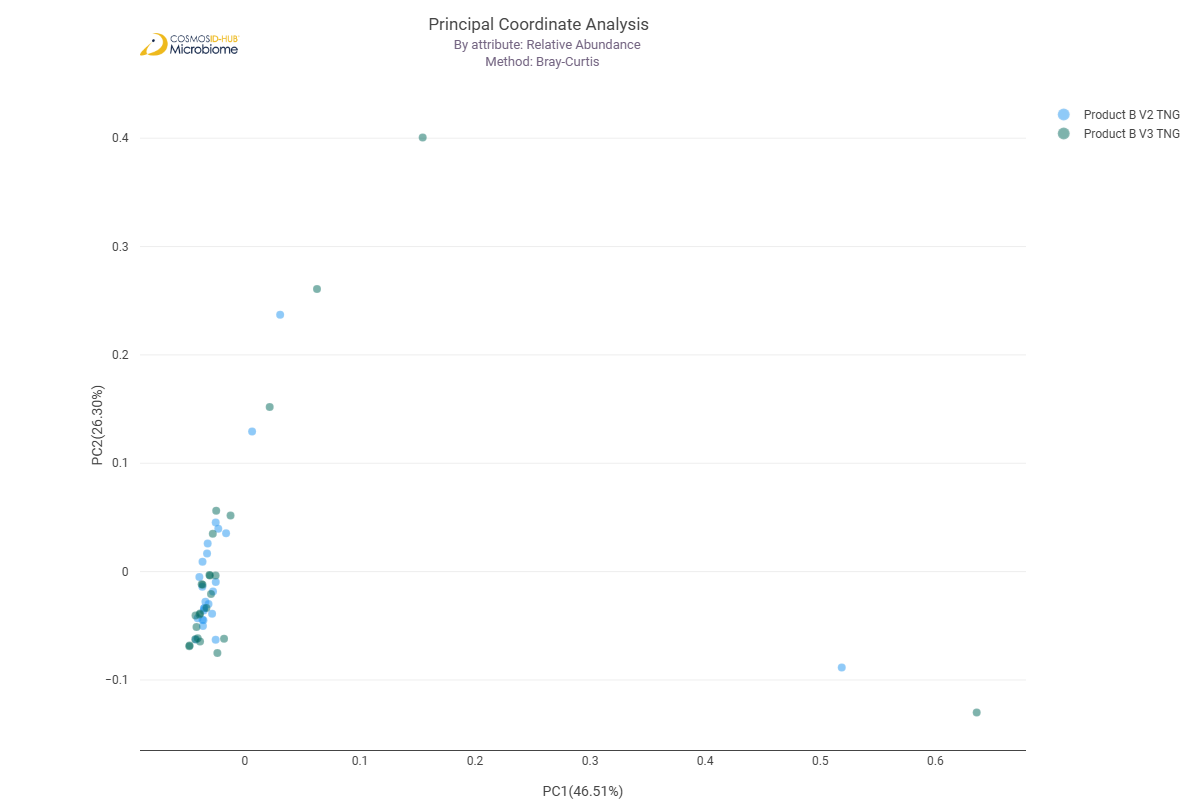 Principal Coordinate Analysis
By attribute: Relative Abundance
Method: Bray-Curtis
COSMOSID-HUB
Microbiome
Product B V2 TNG
Product B V3 TNG
0.4
0.3
0.2
0.1
0
−0.1
PC2(26.30%)
0
0.1
0.2
0.3
0.4
0.5
0.6
PC1(46.51%)